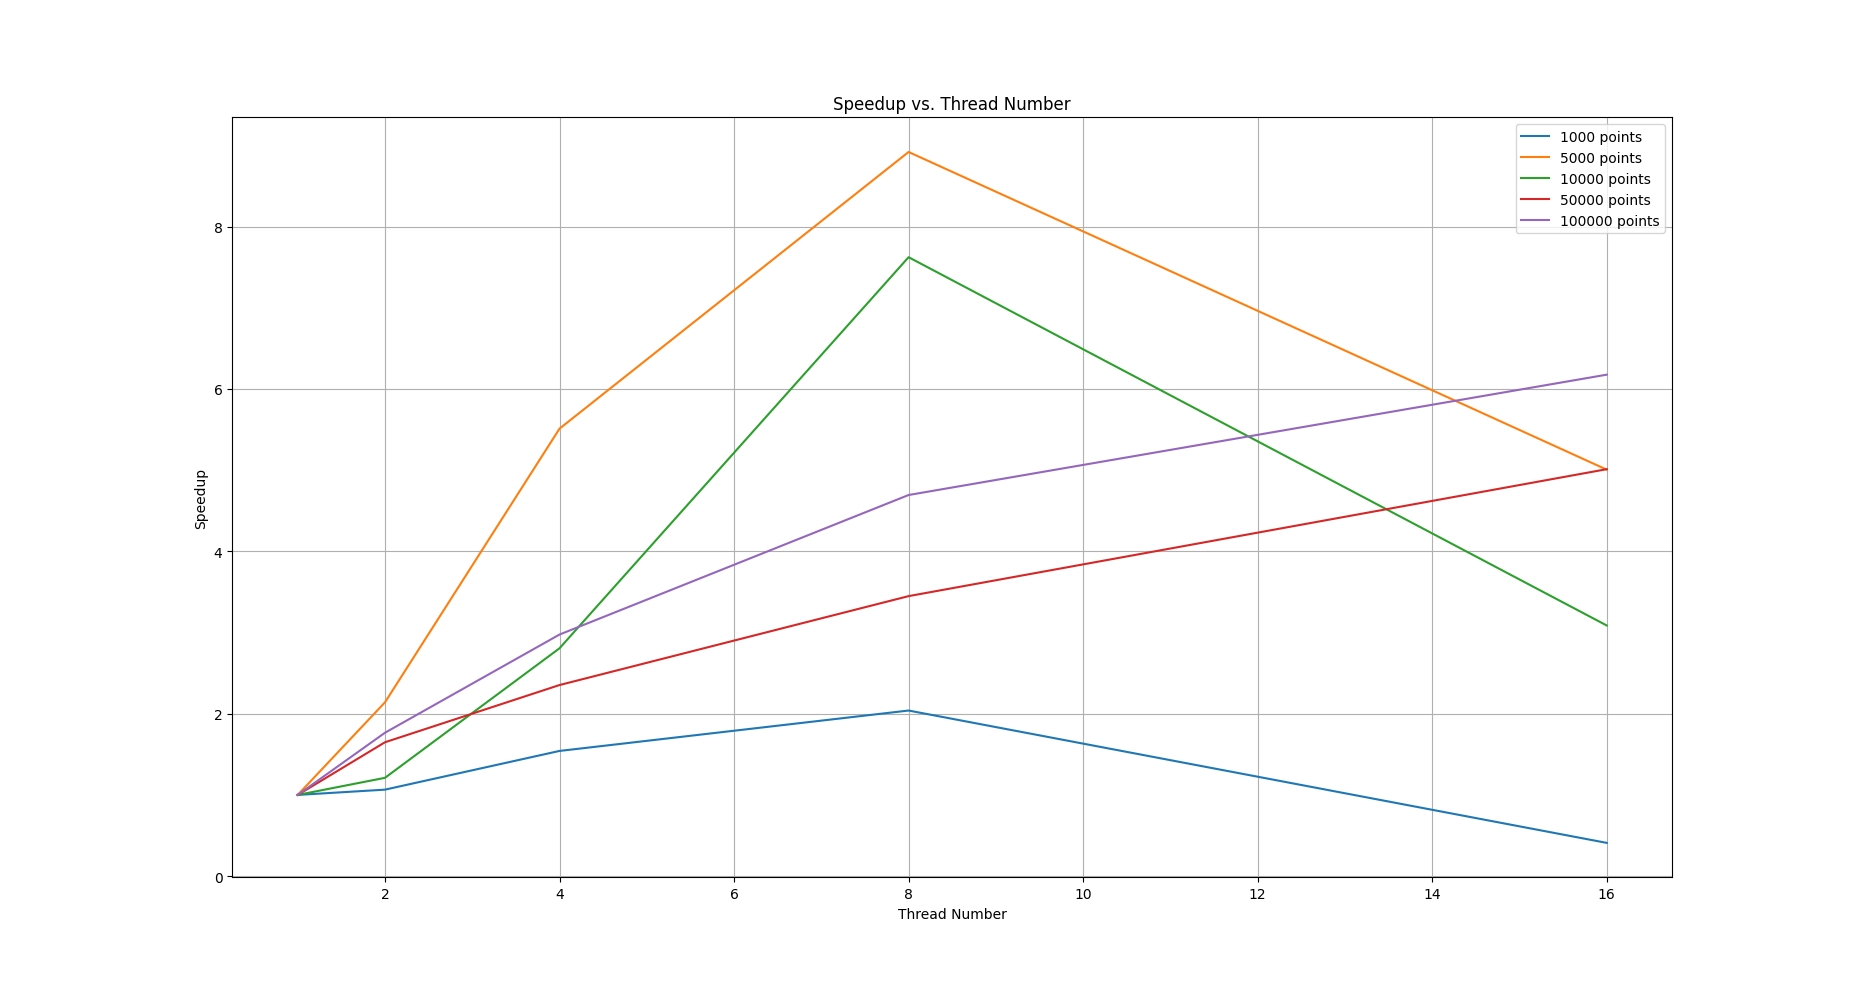 Speedup vs. Thread Number
1000 points
5000 points
10000 points
50000 points
100000 points
8
6
4
2
0
Speedup
2 4 6 8 10 12 14 16
Thread Number